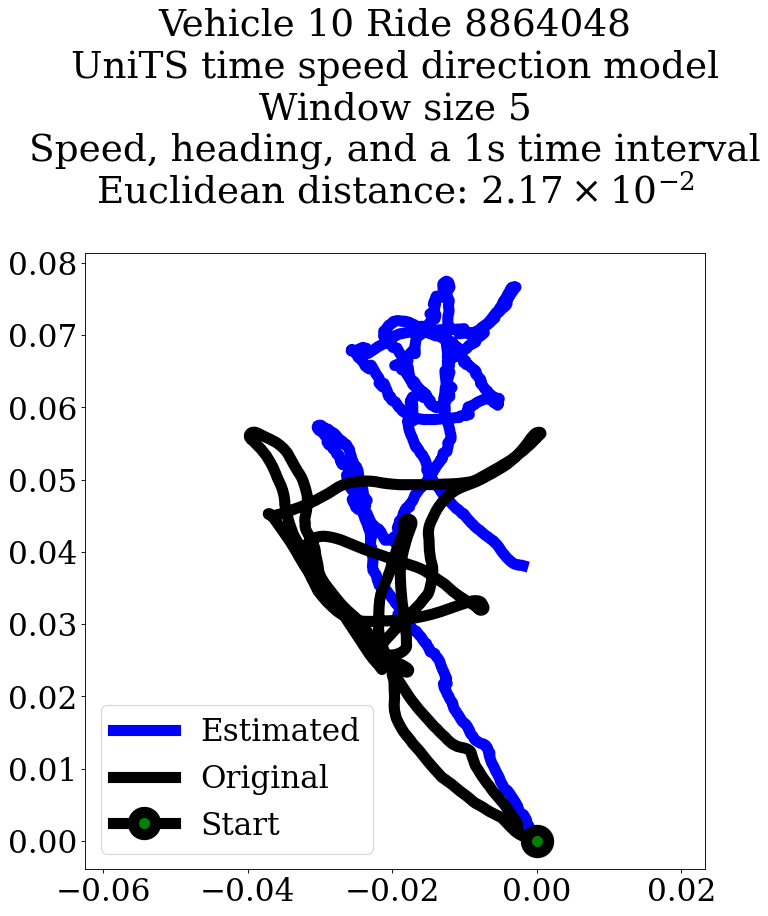 Vehicle 10 Ride 8864048
UniTS time speed direction model
Window size 5
Speed, heading, and a 1s time interval
Euclidean distance: 2.17 × 10⁻²
0.08
0.07
0.06
0.05
0.04
0.03
0.02
0.01
0.00
Estimated
Original
Start
−0.06 −0.04 −0.02 0.00 0.02